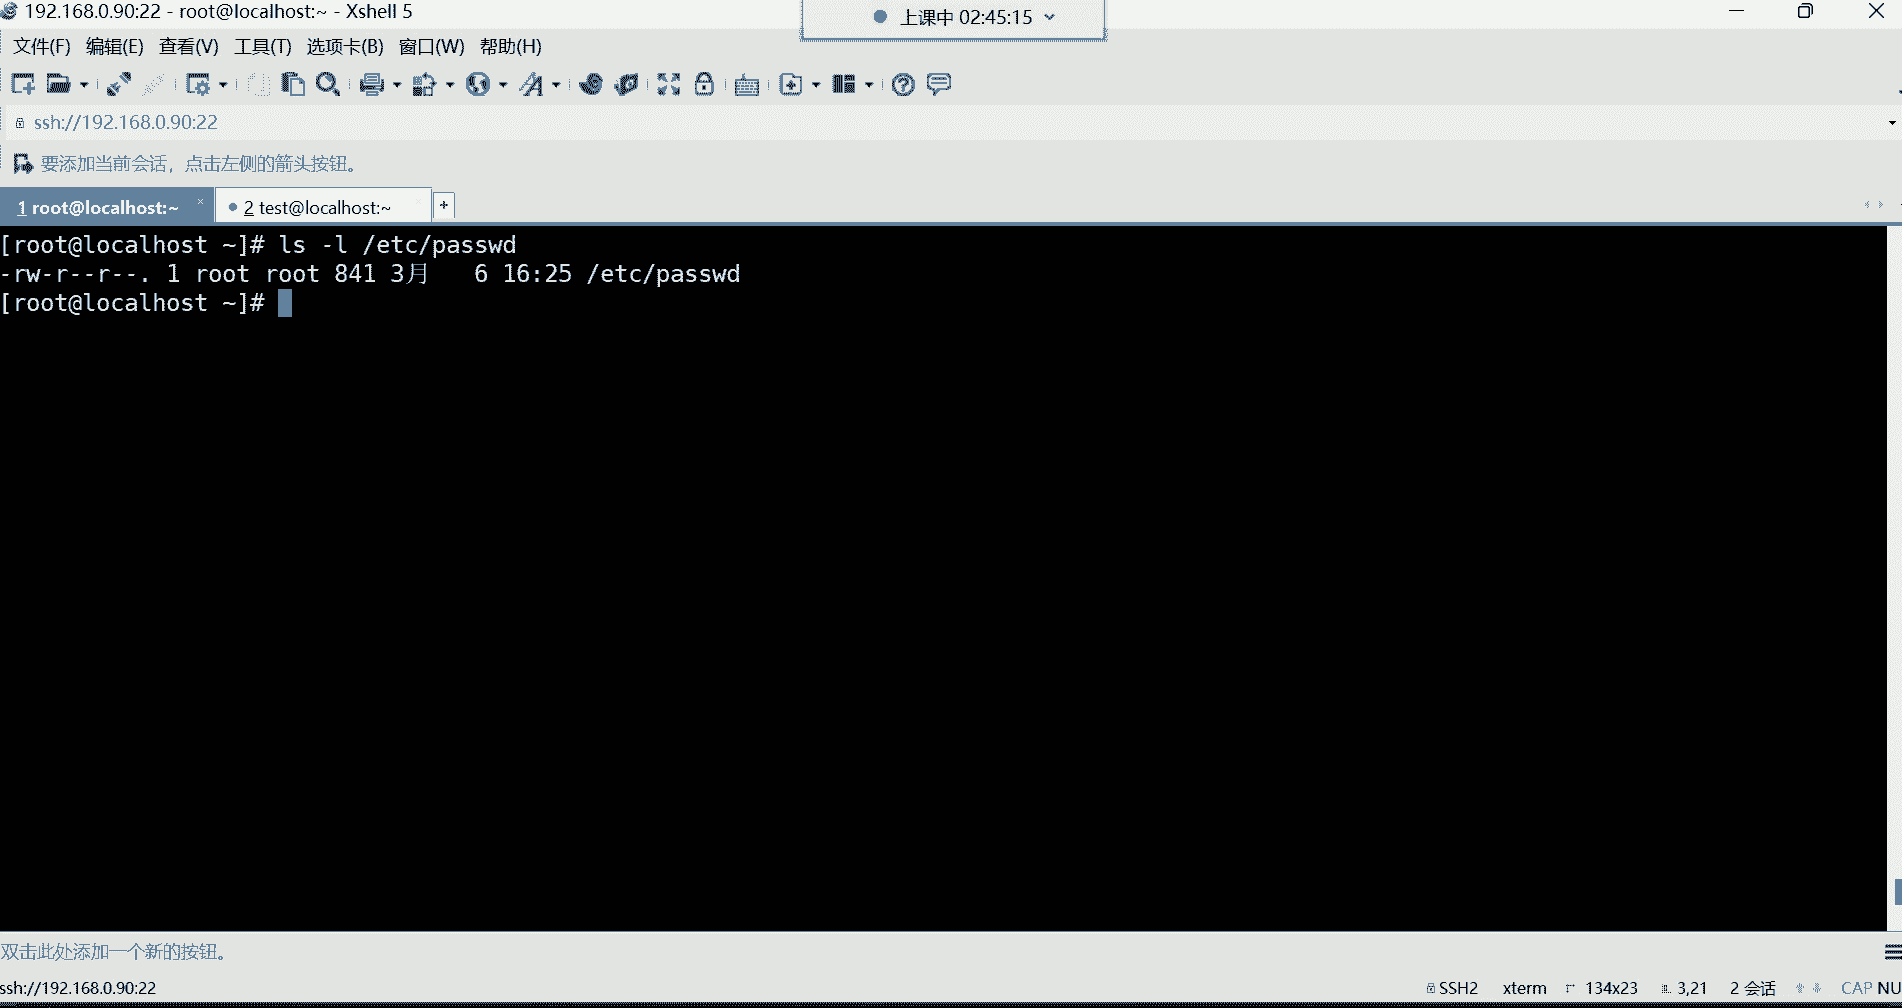 192.168.0.90:22 - root@localhost:~ - Xshell 5
上课中 02:45:15
文件(F) 编辑(E) 查看(V) 工具(T) 选项卡(B) 窗口(W) 帮助(H)
ssh://192.168.0.90:22
要添加当前会话，点击左侧的箭头按钮。
1 root@localhost:~ × 2 test@localhost:~ +
[root@localhost ~]# ls -l /etc/passwd
-rw-r--r--. 1 root root 841 3月   6 16:25 /etc/passwd
[root@localhost ~]#
双击此处添加一个新的按钮。
ssh://192.168.0.90:22 SSH2 xterm 134x23 3,21 2 会话 CAP NU